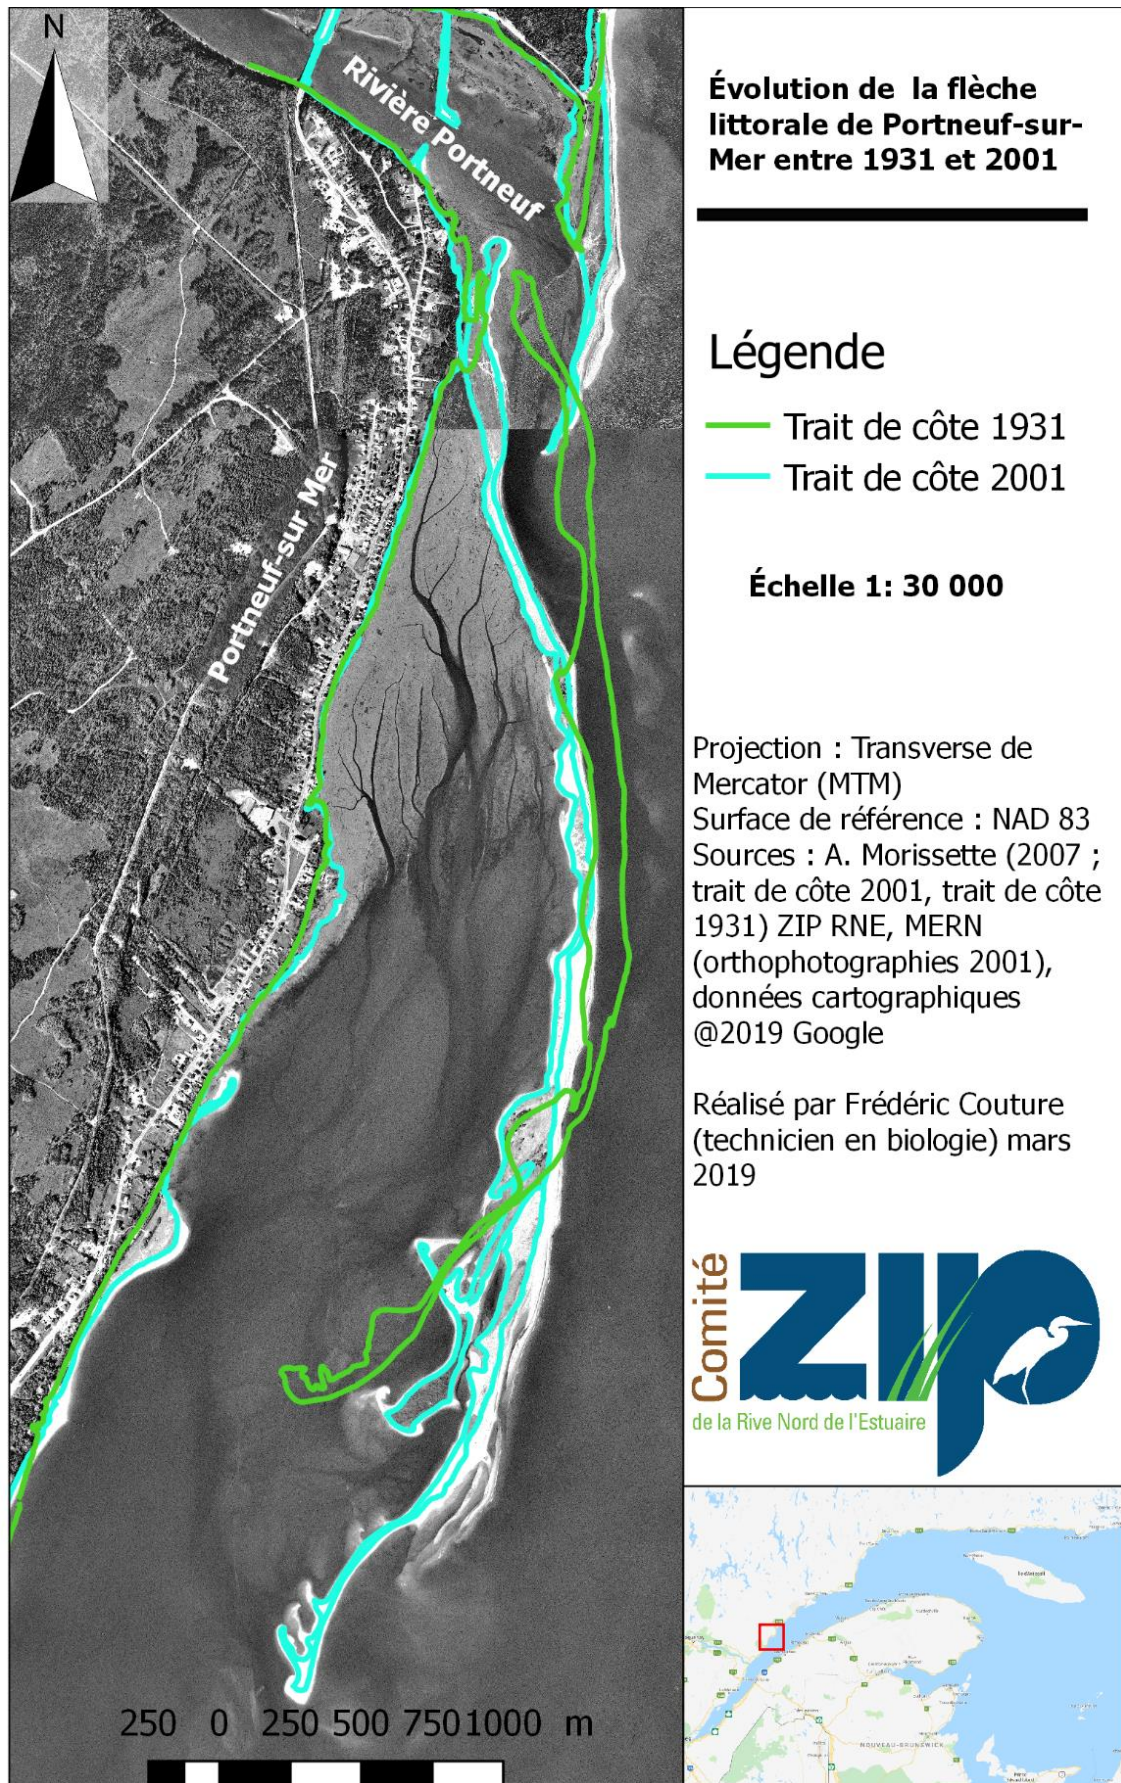 N
Rivière Portneuf
Portneuf-sur Mer
250 0 250 500 750 1000 m
Évolution de la flèche
littorale de Portneuf-sur-
Mer entre 1931 et 2001
Légende
Trait de côte 1931
Trait de côte 2001
Échelle 1: 30 000
Projection : Transverse de
Mercator (MTM)
Surface de référence : NAD 83
Sources : A. Morissette (2007 ;
trait de côte 2001, trait de côte
1931) ZIP RNE, MERN
(orthophotographies 2001),
données cartographiques
@2019 Google
Réalisé par Frédéric Couture
(technicien en biologie) mars
2019
Comité
ZIP
de la Rive Nord de l'Estuaire
NOUVEAU-BRUNSWICK